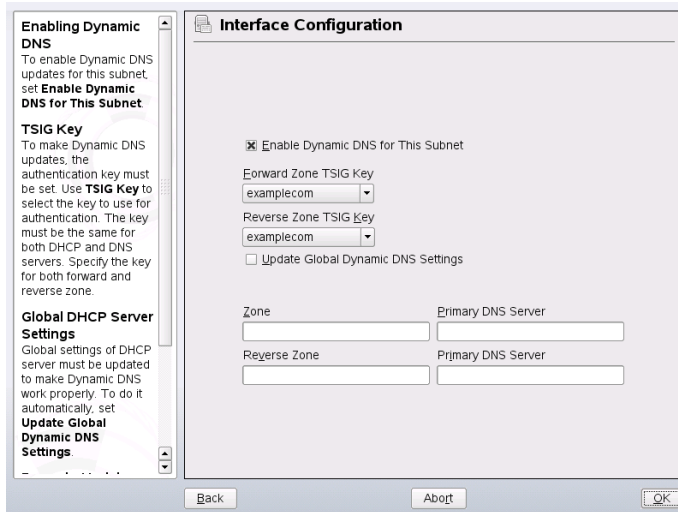 Enabling Dynamic
DNS
To enable Dynamic DNS
updates for this subnet,
set Enable Dynamic
DNS for This Subnet.
TSIG Key
To make Dynamic DNS
updates, the
authentication key must
be set. Use TSIG Key to
select the key to use for
authentication. The key
must be the same for
both DHCP and DNS
servers. Specify the key
for both forward and
reverse zone.
Global DHCP Server
Settings
Global settings of DHCP
server must be updated
to make Dynamic DNS
work properly. To do it
automatically, set
Update Global
Dynamic DNS
Settings.
Interface Configuration
Enable Dynamic DNS for This Subnet
Forward Zone TSIG Key
examplecom
Reverse Zone TSIG Key
examplecom
Update Global Dynamic DNS Settings
Zone
Primary DNS Server
Reverse Zone
Primary DNS Server
Back
Abort
OK